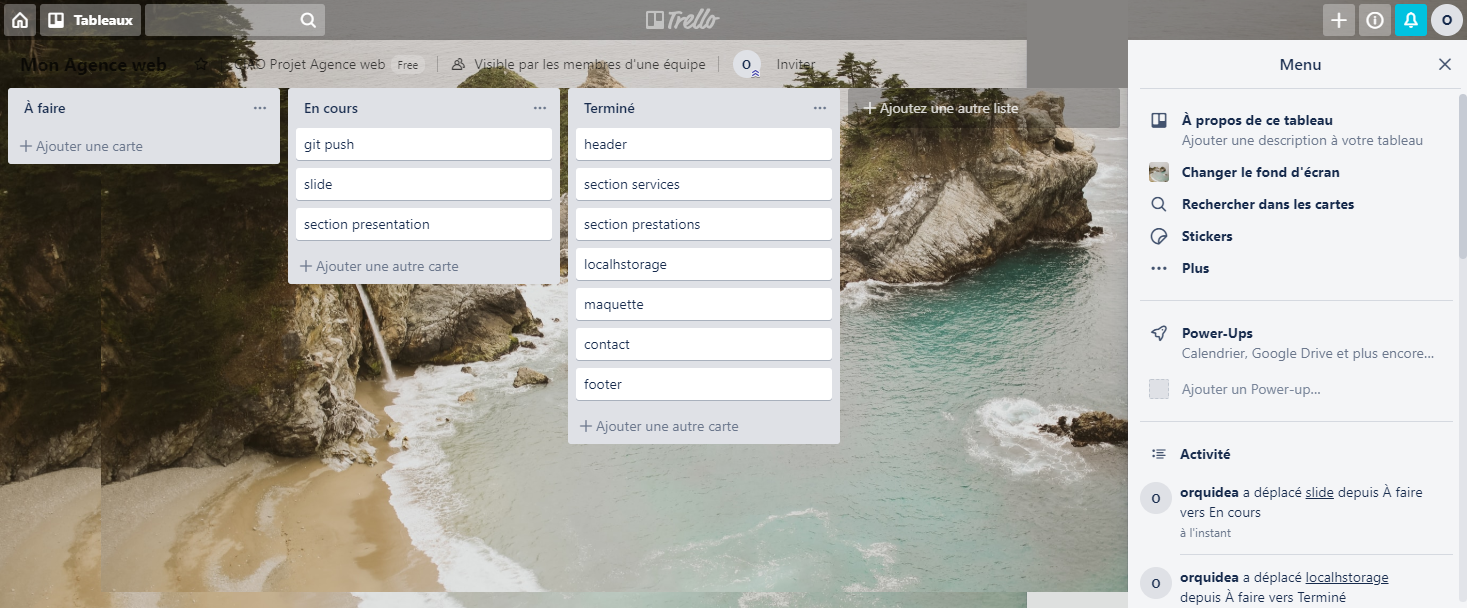 Tableaux
Trello
Mon Agence web
Projet Agence web
Free
Visible par les membres d'une équipe
O
Inviter
O
À faire
Ajouter une carte
En cours
git push
slide
section presentation
Ajouter une autre carte
Terminé
header
section services
section prestations
localhstorage
maquette
contact
footer
Ajouter une autre carte
Ajoutez une autre liste
Menu
À propos de ce tableau
Ajouter une description à votre tableau
Changer le fond d'écran
Rechercher dans les cartes
Stickers
Plus
Power-Ups
Calendrier, Google Drive et plus encore...
Ajouter un Power-up...
Activité
O
orquidea a déplacé slide depuis À faire
vers En cours
à l'instant
O
orquidea a déplacé localhstorage
depuis À faire vers Terminé